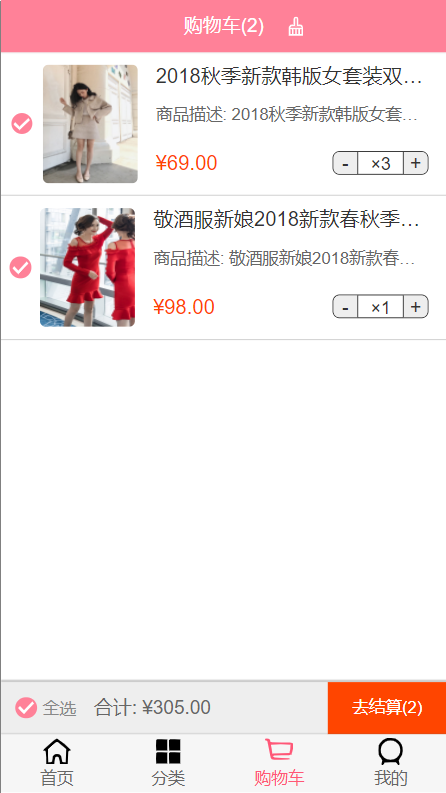 购物车(2)
2018秋季新款韩版女套装双…
商品描述: 2018秋季新款韩版女套…
¥69.00
- ×3 +
敬酒服新娘2018新款春秋季…
商品描述: 敬酒服新娘2018新款春…
¥98.00
- ×1 +
全选 合计: ¥305.00 去结算(2)
首页 分类 购物车 我的